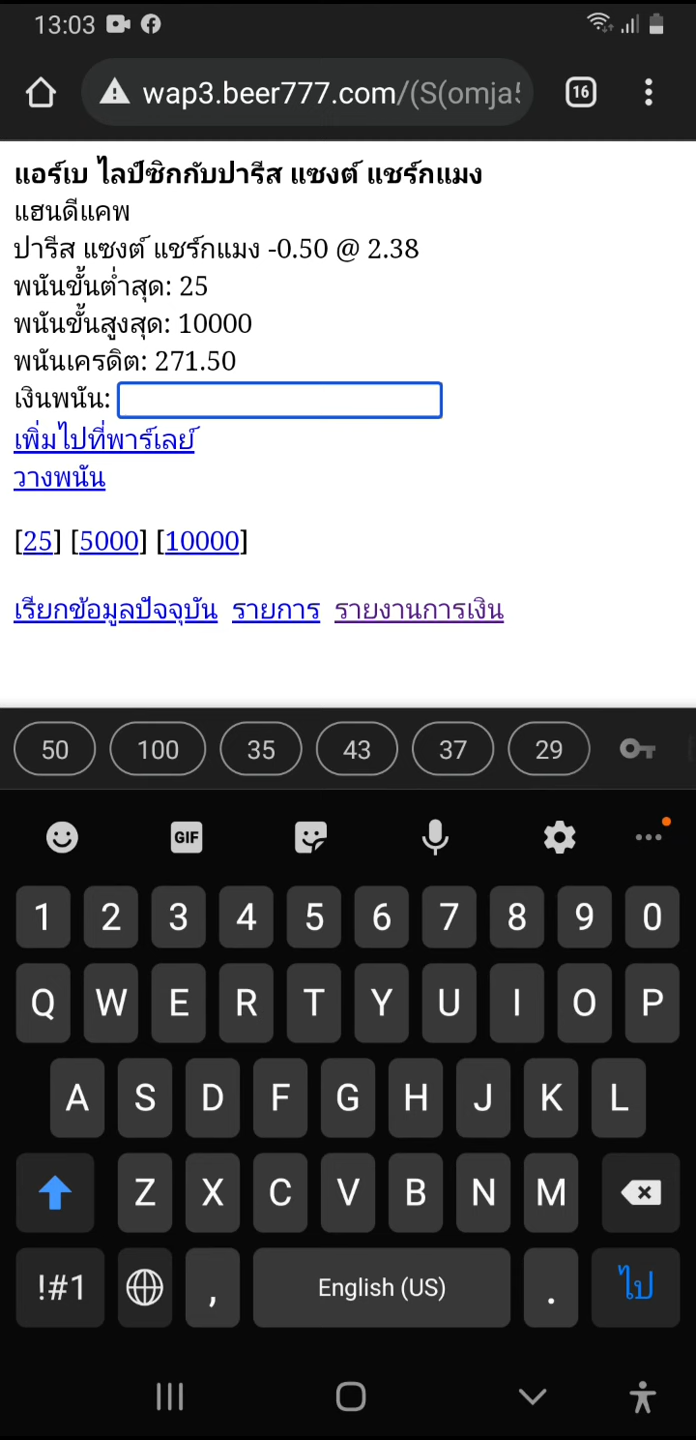 13:03
16
wap3.beer777.com/(S(omja5
แอร์เบ ไลป์ซิกกับปารีส แซงต์ แชร์กแมง
แฮนดีแคพ
ปารีส แซงต์ แชร์กแมง -0.50 @ 2.38
พนันขั้นต่ำสุด: 25
พนันขั้นสูงสุด: 10000
พนันเครดิต: 271.50
เงินพนัน:
เพิ่มไปที่พาร์เลย์
วางพนัน
[25] [5000] [10000]
เรียกข้อมูลปัจจุบัน รายการ รายงานการเงิน
50 100 35 43 37 29
GIF
1 2 3 4 5 6 7 8 9 0
Q W E R T Y U I O P
A S D F G H J K L
Z X C V B N M
!#1 , English (US) . ไป